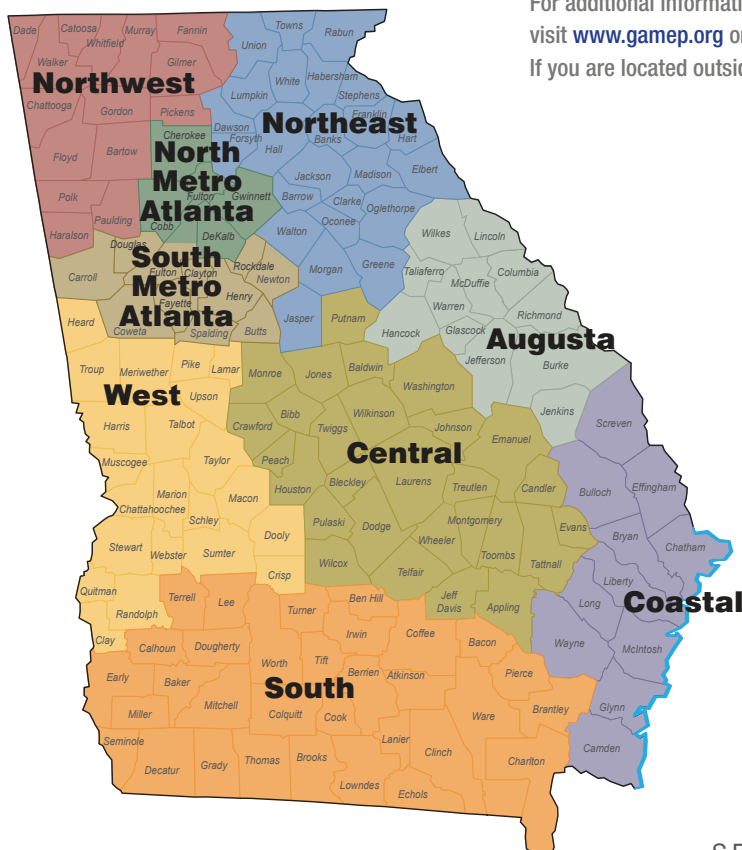 For additional informati
visit www.gamep.org or
If you are located outsid
Dade Catoosa Murray Fannin Towns Rabun
Whitfield Union
Walker Gilmer White Habersham
Northwest
Chattooga Gordon Pickens Lumpkin Stephens
Franklin
Dawson Northeast Hart
Cherokee Forsyth Banks
Floyd Bartow North Hall Elbert
Metro Jackson Madison
Polk Fulton Gwinnett Barrow Clarke Oglethorpe
Paulding Atlanta
Cobb Oconee
Haralson DeKalb Walton Wilkes Lincoln
Douglas
South Rockdale Morgan Greene Taliaferro Columbia
Carroll Fulton Clayton Newton McDuffie
Metro Henry
Fayette Warren Richmond
Heard Atlanta Jasper Putnam Hancock Glascock
Coweta Spalding Butts Augusta
Troup Meriwether Pike Lamar Monroe Jones Baldwin Washington Jefferson Burke
West Upson
Harris Talbot Crawford Bibb Twiggs Wilkinson Johnson Emanuel Jenkins Screven
Muscogee Taylor Peach Central
Houston Bleckley Laurens Treutlen Candler Bulloch Effingham
Marion Macon
Chattahoochee Schley Pulaski Dodge Montgomery Evans Bryan Chatham
Stewart Webster Sumter Dooly Wheeler Toombs Tattnall
Crisp Wilcox Telfair Liberty
Quitman Terrell Lee Turner Ben Hill Jeff Davis Appling Long Coastal
Randolph
Clay Calhoun Dougherty Irwin Coffee Bacon Wayne McIntosh
Early Baker Worth Tift Berrien Atkinson Pierce
South
Miller Mitchell Colquitt Cook Ware Brantley Glynn
Seminole Lanier Clinch Camden
Decatur Grady Thomas Brooks Charlton
Lowndes Echols